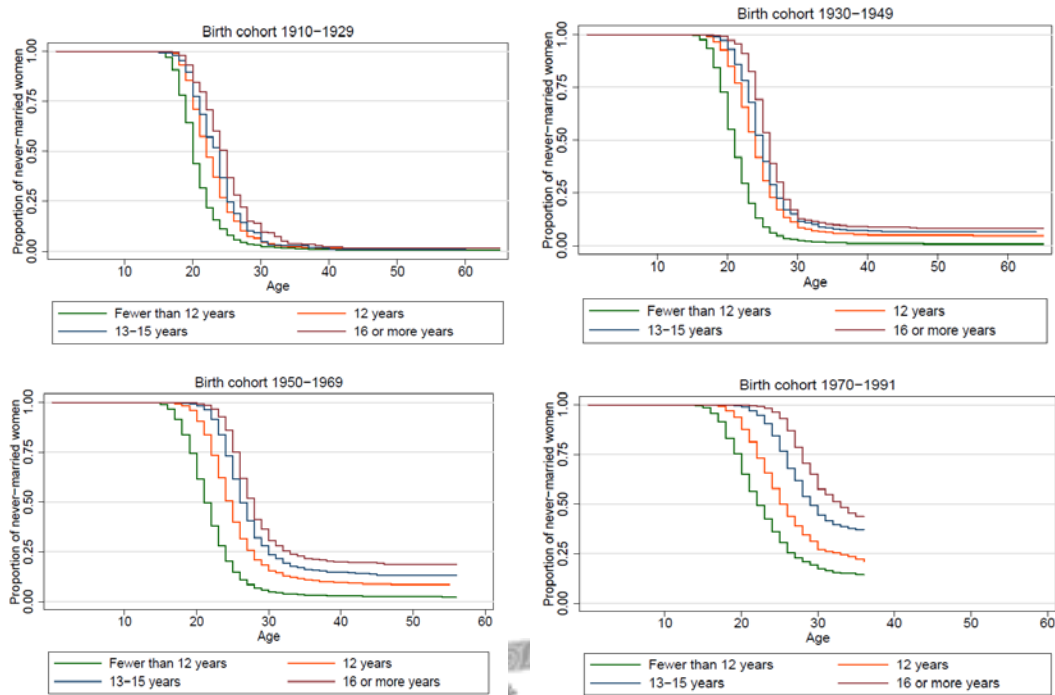 Birth cohort 1910−1929
Proportion of never-married women
0.00 0.25 0.50 0.75 1.00
10 20 30 40 50 60
Age
Fewer than 12 years 12 years
13−15 years 16 or more years
Birth cohort 1930−1949
Proportion of never-married women
0.00 0.25 0.50 0.75 1.00
10 20 30 40 50 60
Age
Fewer than 12 years 12 years
13−15 years 16 or more years
Birth cohort 1950−1969
Proportion of never-married women
0.00 0.25 0.50 0.75 1.00
10 20 30 40 50 60
Age
Fewer than 12 years 12 years
13−15 years 16 or more years
Birth cohort 1970−1991
Proportion of never-married women
0.00 0.25 0.50 0.75 1.00
0 10 20 30 40 50 60
Age
Fewer than 12 years 12 years
13−15 years 16 or more years